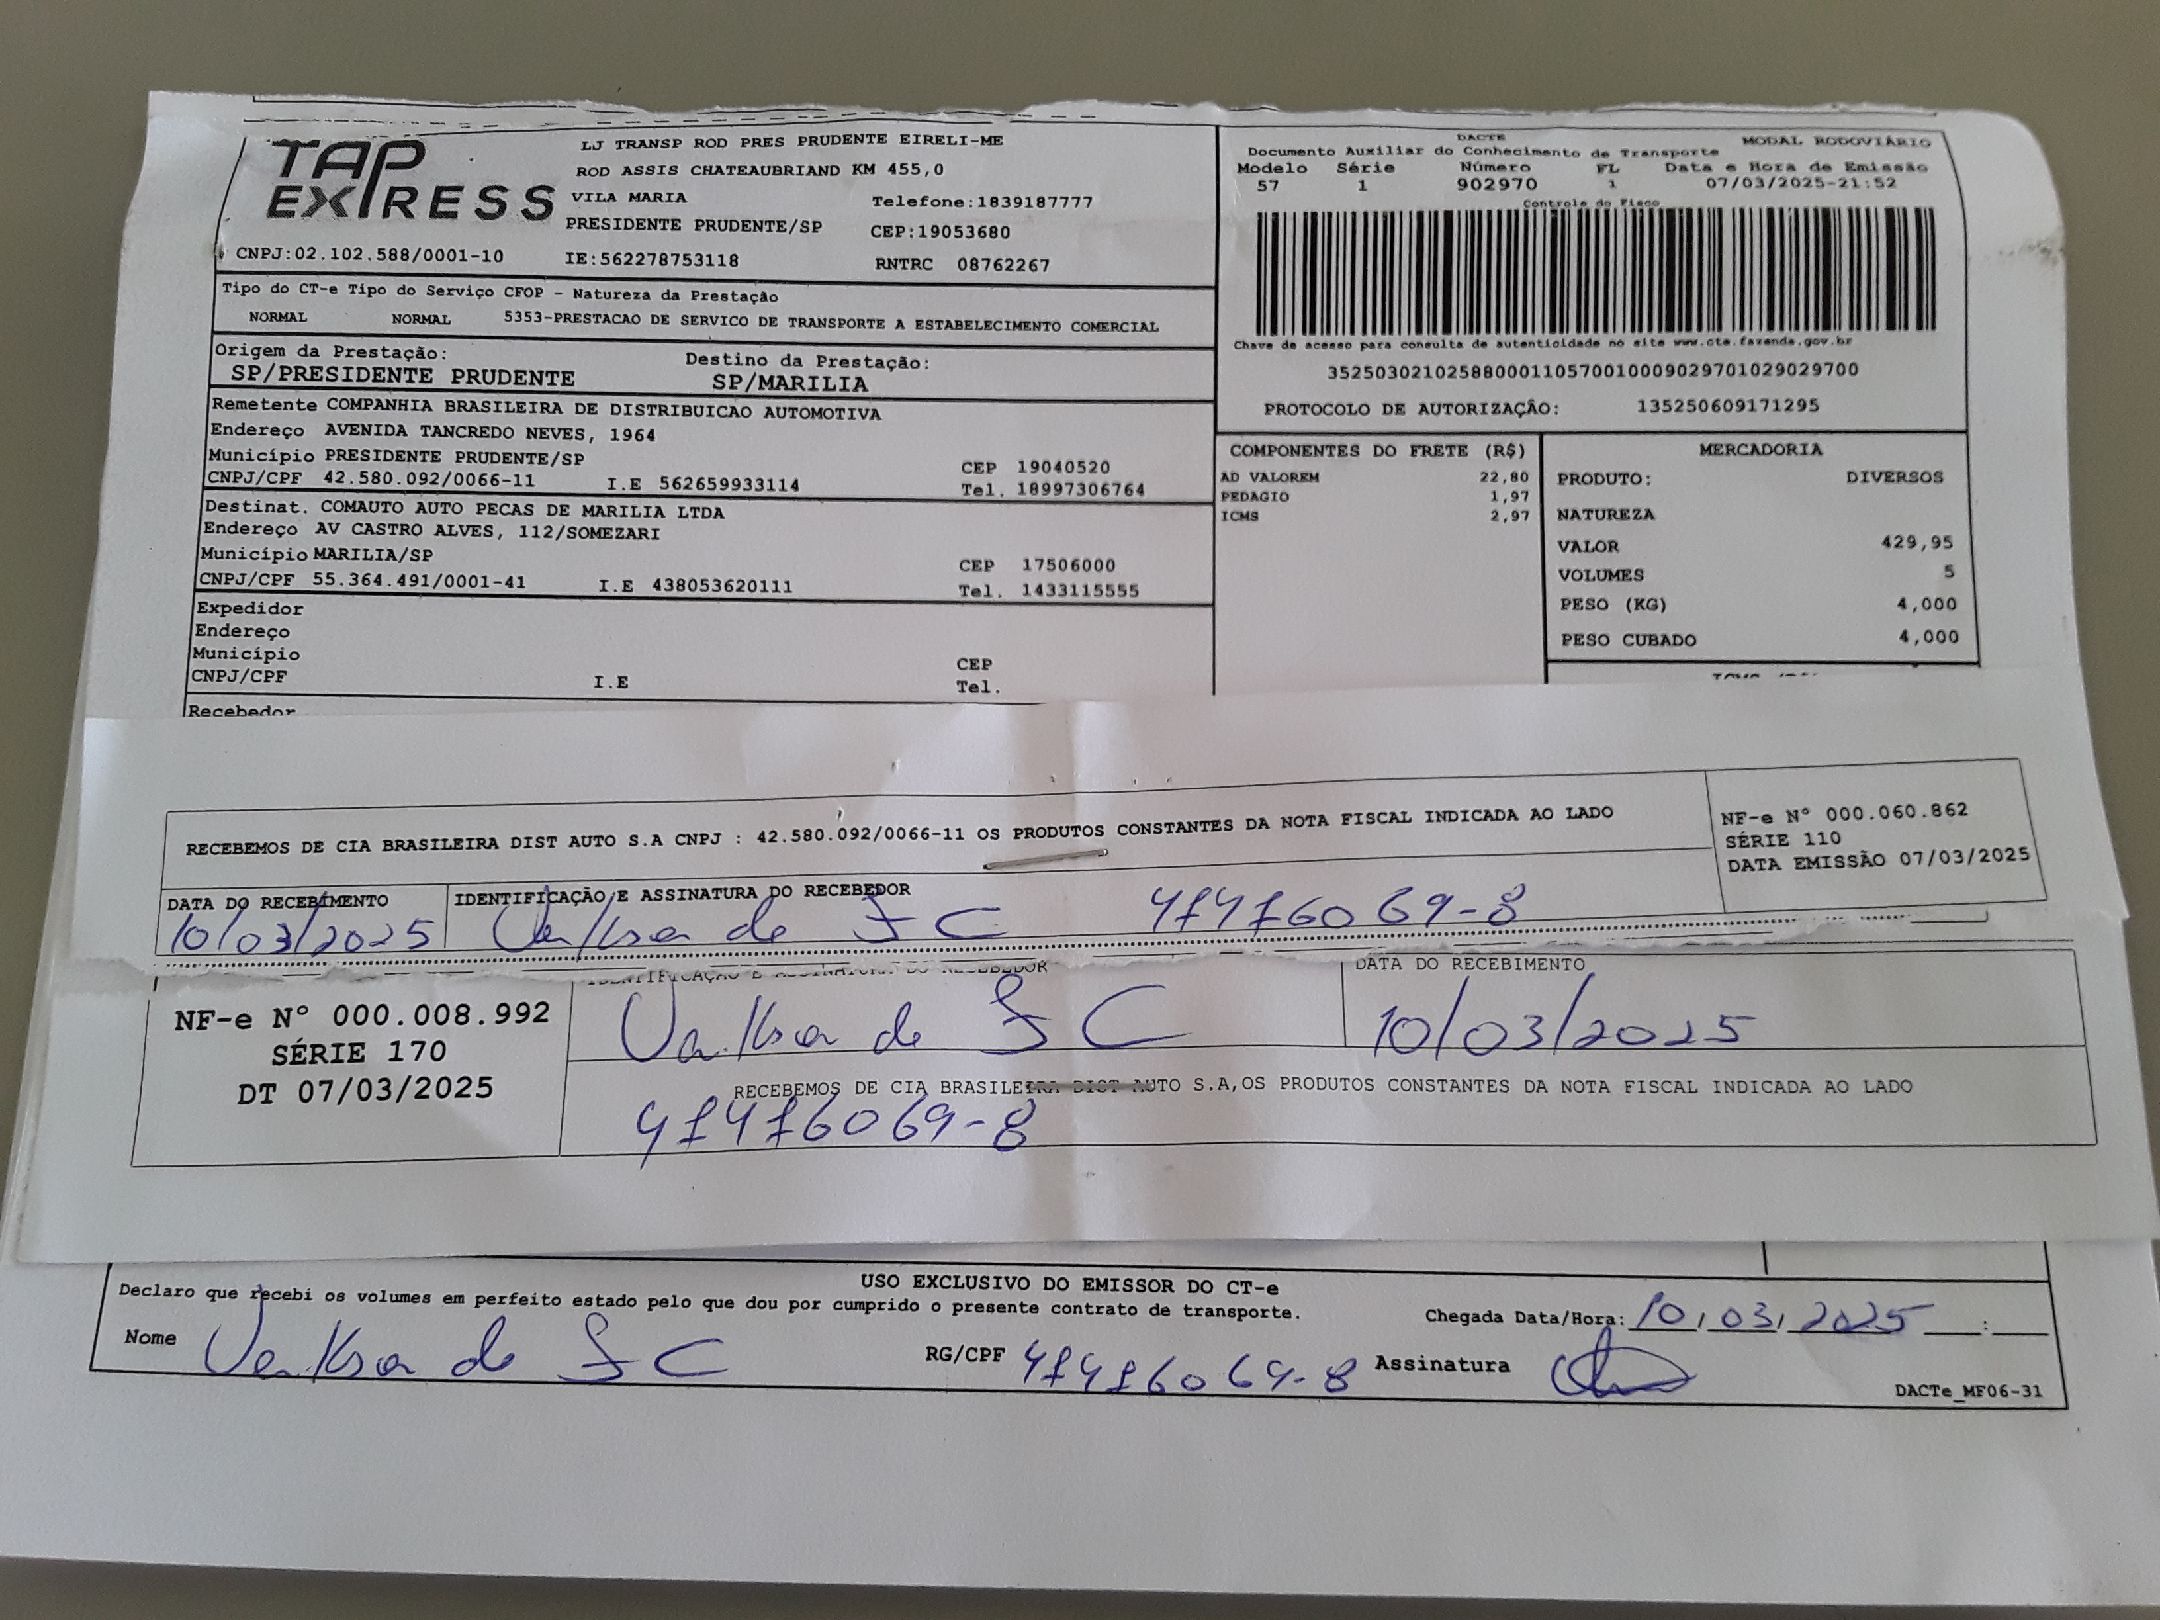 TAP EXPRESS
LJ TRANSP ROD PRES PRUDENTE EIRELI-ME
ROD ASSIS CHATEAUBRIAND KM 455,0
VILA MARIA Telefone:1839187777
PRESIDENTE PRUDENTE/SP CEP:19053680
CNPJ:02.102.588/0001-10 IE:562278753118 RNTRC 08762267
DACTE MODAL RODOVIÁRIO
Documento Auxiliar do Conhecimento de Transporte
Modelo Série Número FL Data e Hora de Emissão
57 1 902970 1 07/03/2025-21:52
Controle do Fisco
Chave de acesso para consulta de autenticidade no site www.cte.fazenda.gov.br
35250302102588000110570010009029701029029700
PROTOCOLO DE AUTORIZAÇÃO: 135250609171295
Tipo do CT-e Tipo do Serviço CFOP - Natureza da Prestação
NORMAL NORMAL 5353-PRESTACAO DE SERVICO DE TRANSPORTE A ESTABELECIMENTO COMERCIAL
Origem da Prestação: Destino da Prestação:
SP/PRESIDENTE PRUDENTE SP/MARILIA
Remetente COMPANHIA BRASILEIRA DE DISTRIBUICAO AUTOMOTIVA
Endereço AVENIDA TANCREDO NEVES, 1964
Município PRESIDENTE PRUDENTE/SP CEP 19040520
CNPJ/CPF 42.580.092/0066-11 I.E 562659933114 Tel. 18997306764
Destinat. COMAUTO AUTO PECAS DE MARILIA LTDA
Endereço AV CASTRO ALVES, 112/SOMEZARI
Município MARILIA/SP CEP 17506000
CNPJ/CPF 55.364.491/0001-41 I.E 438053620111 Tel. 1433115555
Expedidor
Endereço
Município CEP
CNPJ/CPF I.E Tel.
Recebedor
COMPONENTES DO FRETE (R$)
AD VALOREM 22,80
PEDAGIO 1,97
ICMS 2,97
MERCADORIA
PRODUTO: DIVERSOS
NATUREZA
VALOR 429,95
VOLUMES 5
PESO (KG) 4,000
PESO CUBADO 4,000
RECEBEMOS DE CIA BRASILEIRA DIST AUTO S.A CNPJ : 42.580.092/0066-11 OS PRODUTOS CONSTANTES DA NOTA FISCAL INDICADA AO LADO
NF-e Nº 000.060.862
SÉRIE 110
DATA EMISSÃO 07/03/2025
DATA DO RECEBIMENTO IDENTIFICAÇÃO E ASSINATURA DO RECEBEDOR
10/03/2025 de C 41416069-8
IDENTIFICAÇÃO E ASSINATURA DO RECEBEDOR DATA DO RECEBIMENTO
NF-e Nº 000.008.992
SÉRIE 170
DT 07/03/2025
de C 10/03/2025
RECEBEMOS DE CIA BRASILEIRA DIST AUTO S.A,OS PRODUTOS CONSTANTES DA NOTA FISCAL INDICADA AO LADO
41416069-8
USO EXCLUSIVO DO EMISSOR DO CT-e
Declaro que recebi os volumes em perfeito estado pelo que dou por cumprido o presente contrato de transporte.
Chegada Data/Hora: 10/03/2025 __:__
Nome de C RG/CPF 41416069-8 Assinatura
DACTe_MF06-31